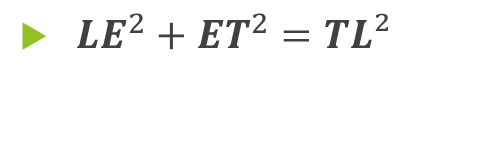 LE² + ET² = TL²